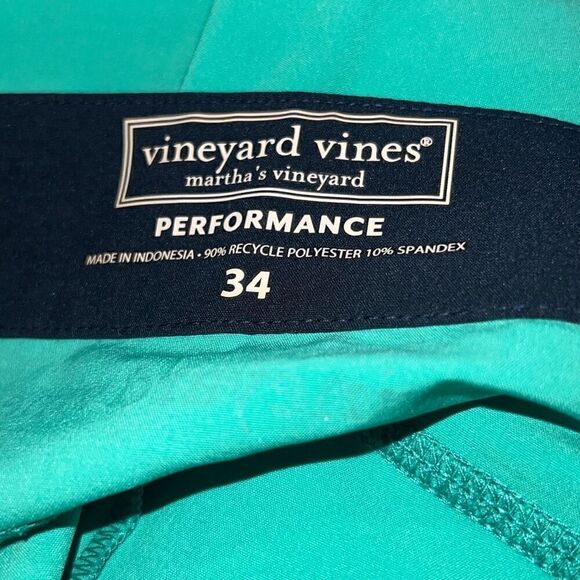 vineyard vines®
martha's vineyard
PERFORMANCE
MADE IN INDONESIA • 90% RECYCLE POLYESTER 10% SPANDEX
34